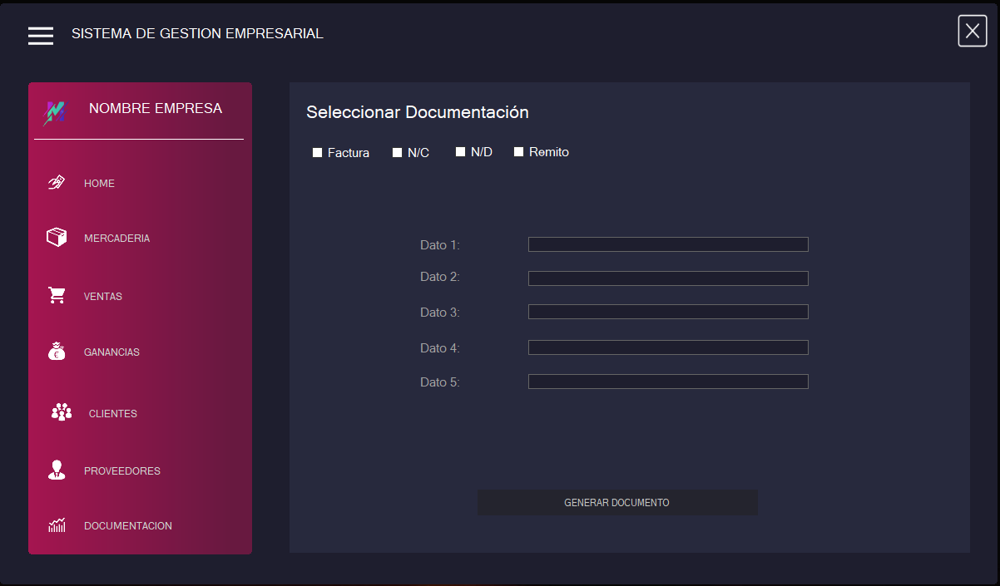 SISTEMA DE GESTION EMPRESARIAL
NOMBRE EMPRESA
HOME
MERCADERIA
VENTAS
GANANCIAS
CLIENTES
PROVEEDORES
DOCUMENTACION
Seleccionar Documentación
Factura N/C N/D Remito
Dato 1:
Dato 2:
Dato 3:
Dato 4:
Dato 5:
GENERAR DOCUMENTO